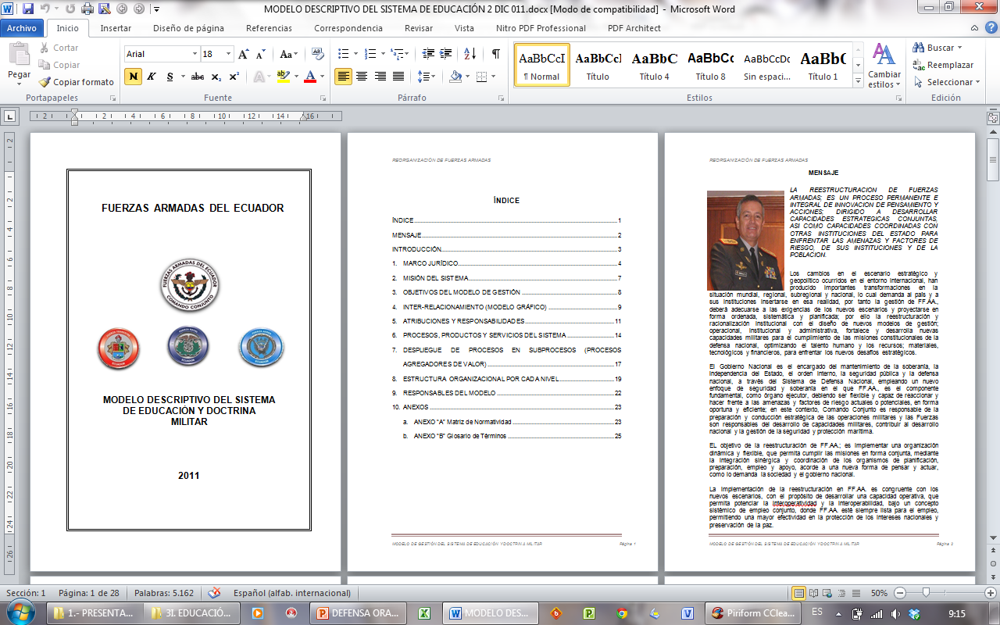 MODELO DESCRIPTIVO DEL SISTEMA DE EDUCACIÓN 2 DIC 011.docx [Modo de compatibilidad] - Microsoft Word
Archivo Inicio Insertar Diseño de página Referencias Correspondencia Revisar Vista Nitro PDF Professional PDF Architect
Pegar
Cortar
Copiar
Copiar formato
Portapapeles
Arial 18
Fuente
Párrafo
AaBbCcI AaBbCcI AaBbC AaBbCc AaBbCcDc AaBb(
¶ Normal Título Título 4 Título 8 Sin espaci... Título 1
Cambiar estilos
Estilos
Buscar
Reemplazar
Seleccionar
Edición
FUERZAS ARMADAS DEL ECUADOR
FUERZAS ARMADAS DEL ECUADOR
COMANDO CONJUNTO
MODELO DESCRIPTIVO DEL SISTEMA
DE EDUCACIÓN Y DOCTRINA
MILITAR
2011
REORGANIZACIÓN DE FUERZAS ARMADAS
ÍNDICE
ÍNDICE 1
MENSAJE 2
INTRODUCCIÓN 3
1. MARCO JURÍDICO 4
2. MISIÓN DEL SISTEMA 7
3. OBJETIVOS DEL MODELO DE GESTIÓN 8
4. INTER-RELACIONAMIENTO (MODELO GRÁFICO) 9
5. ATRIBUCIONES Y RESPONSABILIDADES 11
6. PROCESOS, PRODUCTOS Y SERVICIOS DEL SISTEMA 14
7. DESPLIEGUE DE PROCESOS EN SUBPROCESOS (PROCESOS
AGREGADORES DE VALOR) 17
8. ESTRUCTURA ORGANIZACIONAL POR CADA NIVEL 19
9. RESPONSABLES DEL MODELO 22
10. ANEXOS 23
a. ANEXO "A" Matriz de Normatividad 23
b. ANEXO "B" Glosario de Términos 25
MODELO DE GESTIÓN DEL SISTEMA DE EDUCACIÓN Y DOCTRINA MILITAR Página 1
REORGANIZACIÓN DE FUERZAS ARMADAS
MENSAJE
LA REESTRUCTURACION DE FUERZAS
ARMADAS; ES UN PROCESO PERMANENTE E
INTEGRAL DE INNOVACION DE PENSAMIENTO Y
ACCIONES; DIRIGIDO A DESARROLLAR
CAPACIDADES ESTRATEGICAS CONJUNTAS,
ASI COMO CAPACIDADES COORDINADAS CON
OTRAS INSTITUCIONES DEL ESTADO PARA
ENFRENTAR LAS AMENAZAS Y FACTORES DE
RIESGO, DE SUS INSTITUCIONES Y DE LA
POBLACION.
Los cambios en el escenario estratégico y
geopolítico ocurridos en el entorno internacional, han
producido importantes transformaciones en la
situación mundial, regional, subregional y nacional, lo cual demanda al país y a
sus instituciones insertarse en esa realidad, por tanto la gestión de FF.AA.,
deberá adecuarse a las exigencias de los nuevos escenarios y proyectarse en
forma ordenada, sistemática y planificada; por ello la reestructuración y
racionalización institucional con el diseño de nuevos modelos de gestión;
operacional, institucional y administrativa, fortalece y desarrolla nuevas
capacidades militares para el cumplimiento de las misiones constitucionales de la
defensa nacional, optimizando el talento humano y los recursos; materiales,
tecnológicos y financieros, para enfrentar los nuevos desafíos estratégicos.
El Gobierno Nacional es el encargado del mantenimiento de la soberanía, la
independencia del Estado, el orden interno, la seguridad pública y la defensa
nacional, a través del Sistema de Defensa Nacional, empleando un nuevo
enfoque de seguridad y soberanía en el que FF.AA., es el componente
fundamental, como órgano ejecutor, debiendo ser flexible y capaz de reaccionar y
hacer frente a las amenazas y factores de riesgo actuales o potenciales, en forma
oportuna y eficiente; en este contexto, Comando Conjunto es responsable de la
preparación y conducción estratégica de las operaciones militares y las Fuerzas
son responsables del desarrollo de capacidades militares, contribuir al desarrollo
nacional y la gestión de la seguridad y protección marítima.
EL objetivo de la reestructuración de FF.AA.; es implementar una organización
dinámica y flexible, que permita cumplir las misiones en forma conjunta, mediante
la integración sinérgica y coordinación de los organismos de planificación,
preparación, empleo y apoyo, acorde a una nueva forma de pensar y actuar,
como lo demanda la sociedad y el gobierno nacional.
La implementación de la reestructuración en FF.AA. es congruente con los
nuevos escenarios, con el propósito de desarrollar una capacidad operativa, que
permita potenciar la interoperatividad y la interoperabilidad, bajo un concepto
sistémico de empleo conjunto, donde FF.AA. esté siempre lista para el empleo,
permitiendo una mayor efectividad en la protección de los intereses nacionales y
preservación de la paz.
MODELO DE GESTIÓN DEL SISTEMA DE EDUCACIÓN Y DOCTRINA MILITAR Página 2
Sección: 1 Página: 1 de 28 Palabras: 5.162 Español (alfab. internacional) 50%
1.- PRESENTA... 3I. EDUCACIÓ... DEFENSA ORA... MODELO DES... Piriform CClea... ES 9:15